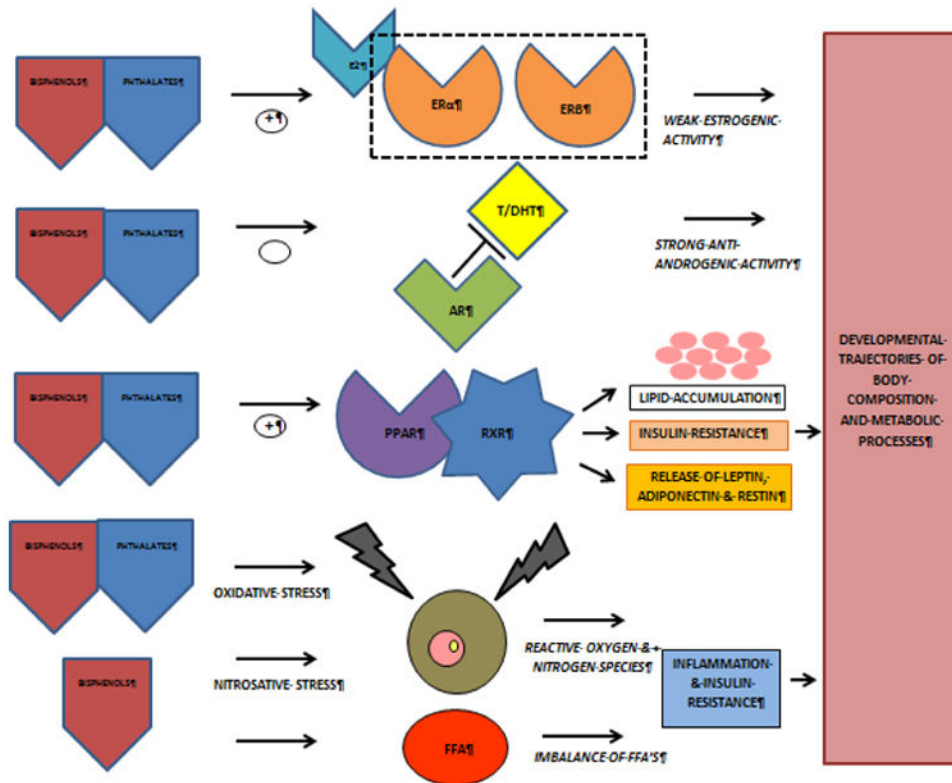 BISPHENOLS¶
PHTHALATES¶
+¶
E2¶
ERα¶
ERβ¶
WEAK·ESTROGENIC·
ACTIVITY¶
BISPHENOLS¶
PHTHALATES¶
T/DHT¶
AR¶
STRONG·ANTI-
ANDROGENIC·ACTIVITY¶
BISPHENOLS¶
PHTHALATES¶
+¶
PPAR¶
RXR¶
LIPID·ACCUMULATION¶
INSULIN·RESISTANCE¶
RELEASE·OF·LEPTIN,·
ADIPONECTIN·&·RESTIN¶
DEVELOPMENTAL·
TRAJECTORIES·OF·
BODY·
COMPOSITION·
AND·METABOLIC·
PROCESSES¶
BISPHENOLS¶
PHTHALATES¶
OXIDATIVE·STRESS¶
REACTIVE·OXYGEN·&·
NITROGEN·SPECIES¶
BISPHENOLS¶
NITROSATIVE·STRESS¶
INFLAMMATION·
&·INSULIN·
RESISTANCE¶
FFA¶
IMBALANCE·OF·FFA'S¶